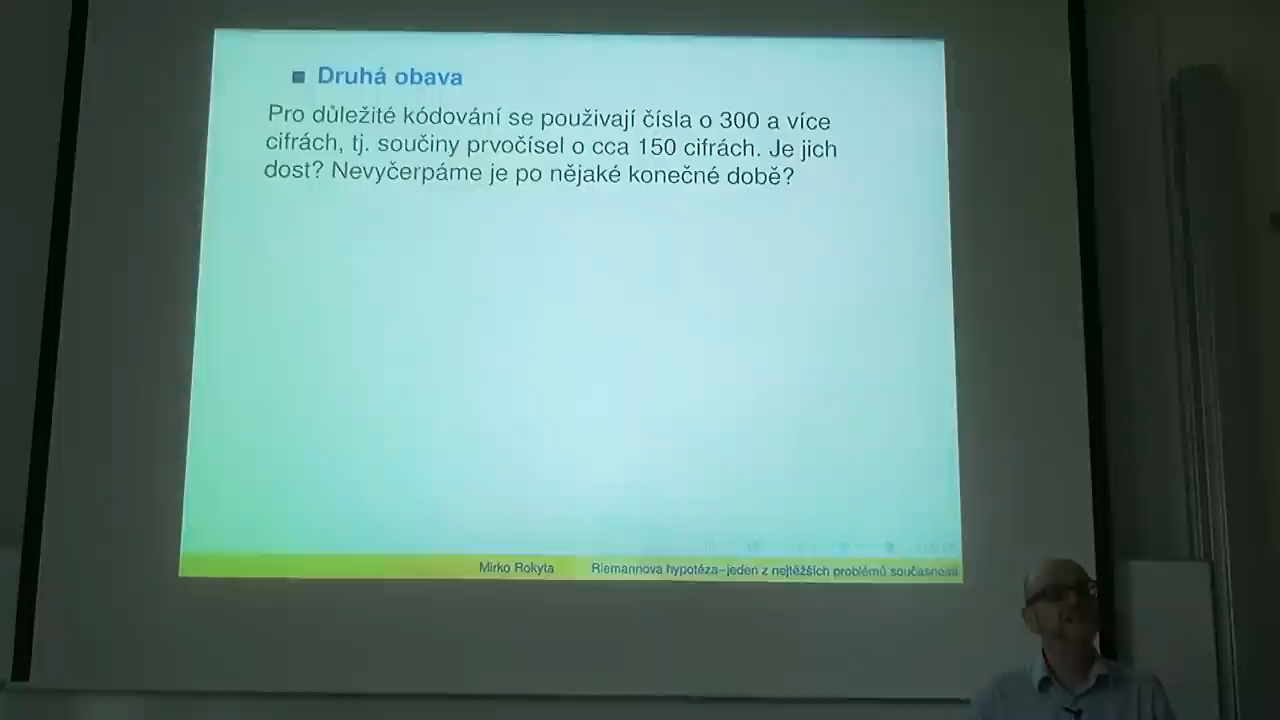 Druhá obava
Pro důležité kódování se použivají čísla o 300 a více
cifrách, tj. součiny prvočísel o cca 150 cifrách. Je jich
dost? Nevyčerpáme je po nějaké konečné době?
Mirko Rokyta
Riemannova hypotéza–jeden z nejtěžších problémů současnosti